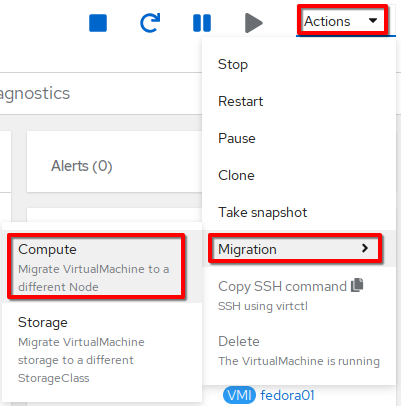 Actions
Stop
agnostics
Restart
Pause
Alerts (0)
Clone
Take snapshot
Migration
Compute
Migrate VirtualMachine to a
different Node
Copy SSH command
SSH using virtctl
Storage
Migrate VirtualMachine
storage to a different
StorageClass
Delete
The VirtualMachine is running
VMI fedora01